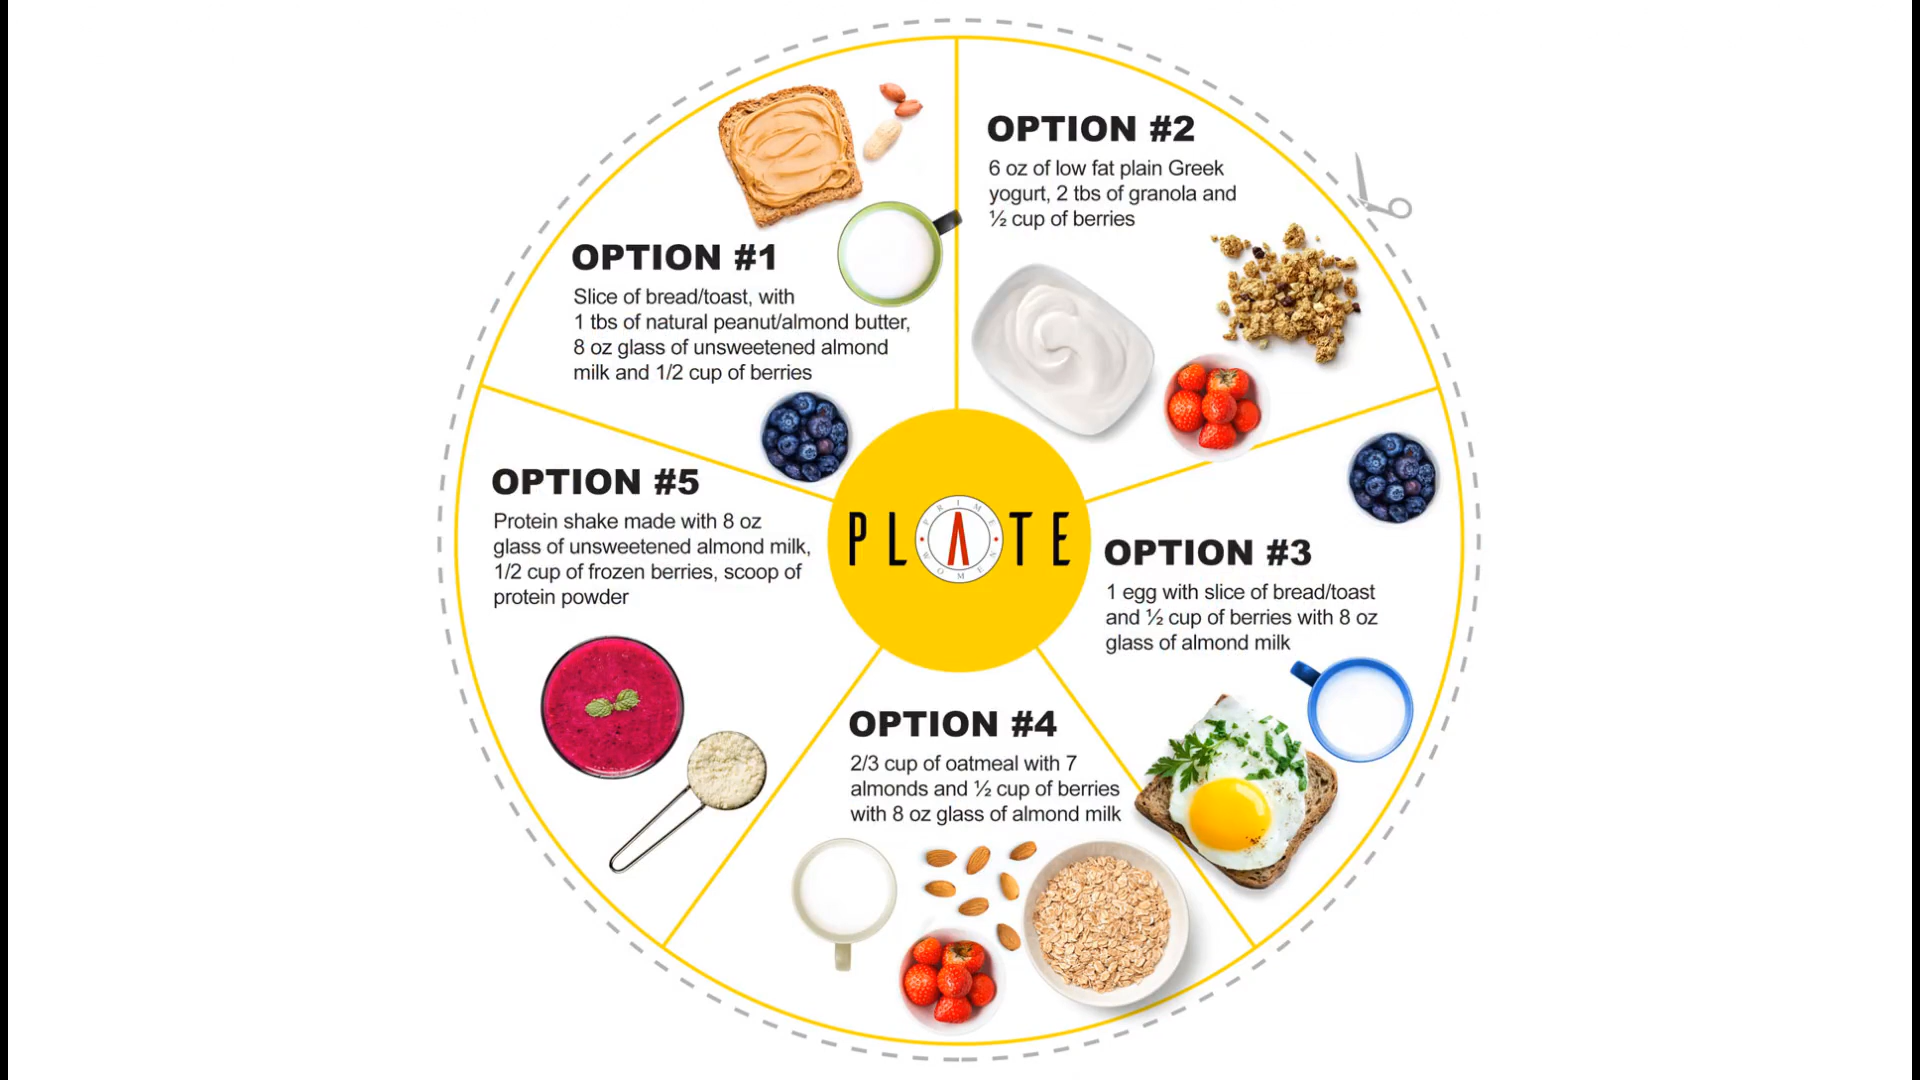 OPTION #1
Slice of bread/toast, with
1 tbs of natural peanut/almond butter,
8 oz glass of unsweetened almond
milk and 1/2 cup of berries
OPTION #2
6 oz of low fat plain Greek
yogurt, 2 tbs of granola and
½ cup of berries
OPTION #3
1 egg with slice of bread/toast
and ½ cup of berries with 8 oz
glass of almond milk
OPTION #4
2/3 cup of oatmeal with 7
almonds and ½ cup of berries
with 8 oz glass of almond milk
OPTION #5
Protein shake made with 8 oz
glass of unsweetened almond milk,
1/2 cup of frozen berries, scoop of
protein powder
PLATE
PRIME
WOMEN